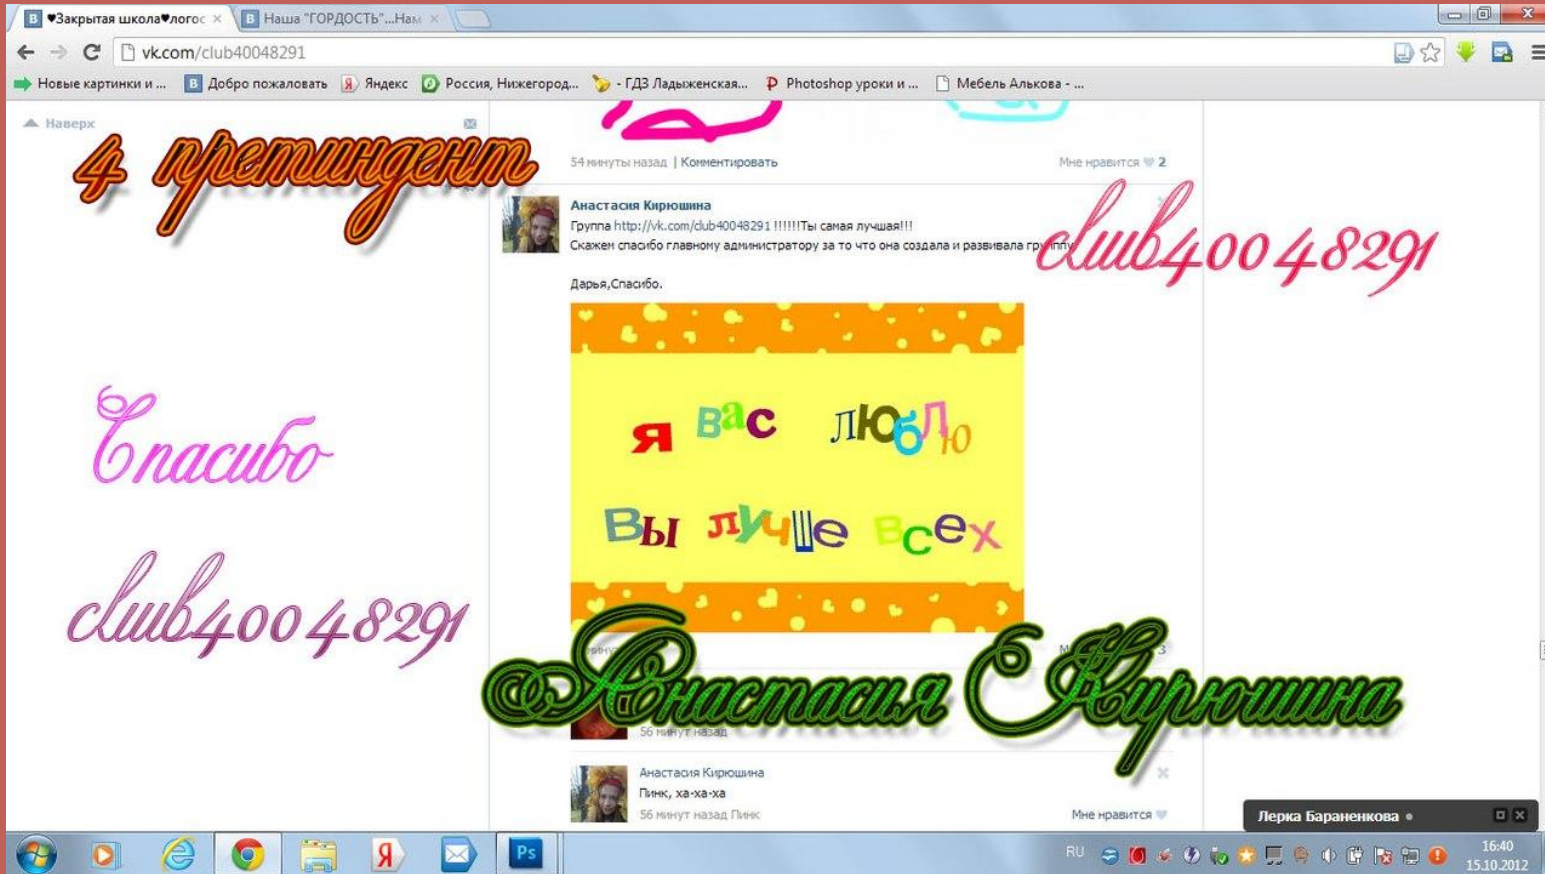 ♥Закрытая школа♥логос
Наша "ГОРДОСТЬ"...Нам
vk.com/club40048291
Новые картинки и ... Добро пожаловать Яндекс Россия, Нижегород... - ГДЗ Ладыженская... Photoshop уроки и ... Мебель Алькова - ...
Наверх
4 претиндент
54 минуты назад | Комментировать Мне нравится 2
Анастасия Кирюшина
Группа http://vk.com/club40048291 !!!!!!Ты самая лучшая!!!
Скажем спасибо главному администратору за то что она создала и развивала группу
club40048291
Дарья,Спасибо.
я вас люблю
Вы лучше всех
Спасибо
club40048291
3
Анастасия Кирюшина
56 минут назад
Анастасия Кирюшина
Пинк, ха-ха-ха
56 минут назад Пинк Мне нравится
Лерка Бараненкова
Ps
RU
16:40
15.10.2012